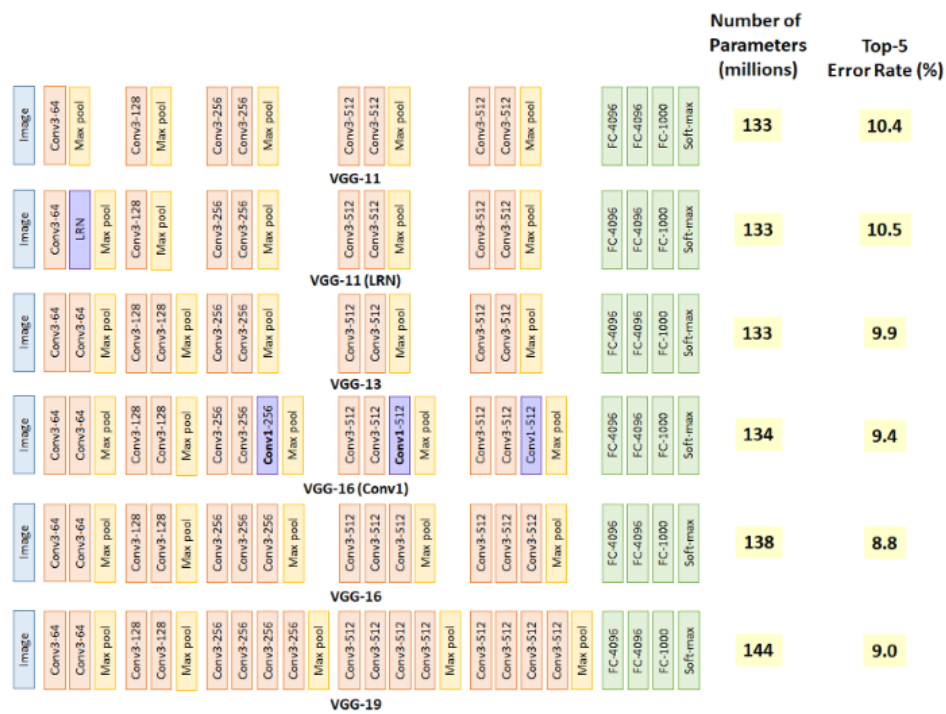 Number of
Parameters
(millions)
Top-5
Error Rate (%)
Image
Conv3-64
Max pool
Conv3-128
Max pool
Conv3-256
Conv3-256
Max pool
Conv3-512
Conv3-512
Max pool
Conv3-512
Conv3-512
Max pool
FC-4096
FC-4096
FC-1000
Soft-max
133
10.4
VGG-11
Image
Conv3-64
LRN
Max pool
Conv3-128
Max pool
Conv3-256
Conv3-256
Max pool
Conv3-512
Conv3-512
Max pool
Conv3-512
Conv3-512
Max pool
FC-4096
FC-4096
FC-1000
Soft-max
133
10.5
VGG-11 (LRN)
Image
Conv3-64
Conv3-64
Max pool
Conv3-128
Conv3-128
Max pool
Conv3-256
Conv3-256
Max pool
Conv3-512
Conv3-512
Max pool
Conv3-512
Conv3-512
Max pool
FC-4096
FC-4096
FC-1000
Soft-max
133
9.9
VGG-13
Image
Conv3-64
Conv3-64
Max pool
Conv3-128
Conv3-128
Max pool
Conv3-256
Conv3-256
Conv1-256
Max pool
Conv3-512
Conv3-512
Conv1-512
Max pool
Conv3-512
Conv3-512
Conv1-512
Max pool
FC-4096
FC-4096
FC-1000
Soft-max
134
9.4
VGG-16 (Conv1)
Image
Conv3-64
Conv3-64
Max pool
Conv3-128
Conv3-128
Max pool
Conv3-256
Conv3-256
Conv3-256
Max pool
Conv3-512
Conv3-512
Conv3-512
Max pool
Conv3-512
Conv3-512
Conv3-512
Max pool
FC-4096
FC-4096
FC-1000
Soft-max
138
8.8
VGG-16
Image
Conv3-64
Conv3-64
Max pool
Conv3-128
Conv3-128
Max pool
Conv3-256
Conv3-256
Conv3-256
Conv3-256
Max pool
Conv3-512
Conv3-512
Conv3-512
Conv3-512
Max pool
Conv3-512
Conv3-512
Conv3-512
Conv3-512
Max pool
FC-4096
FC-4096
FC-1000
Soft-max
144
9.0
VGG-19